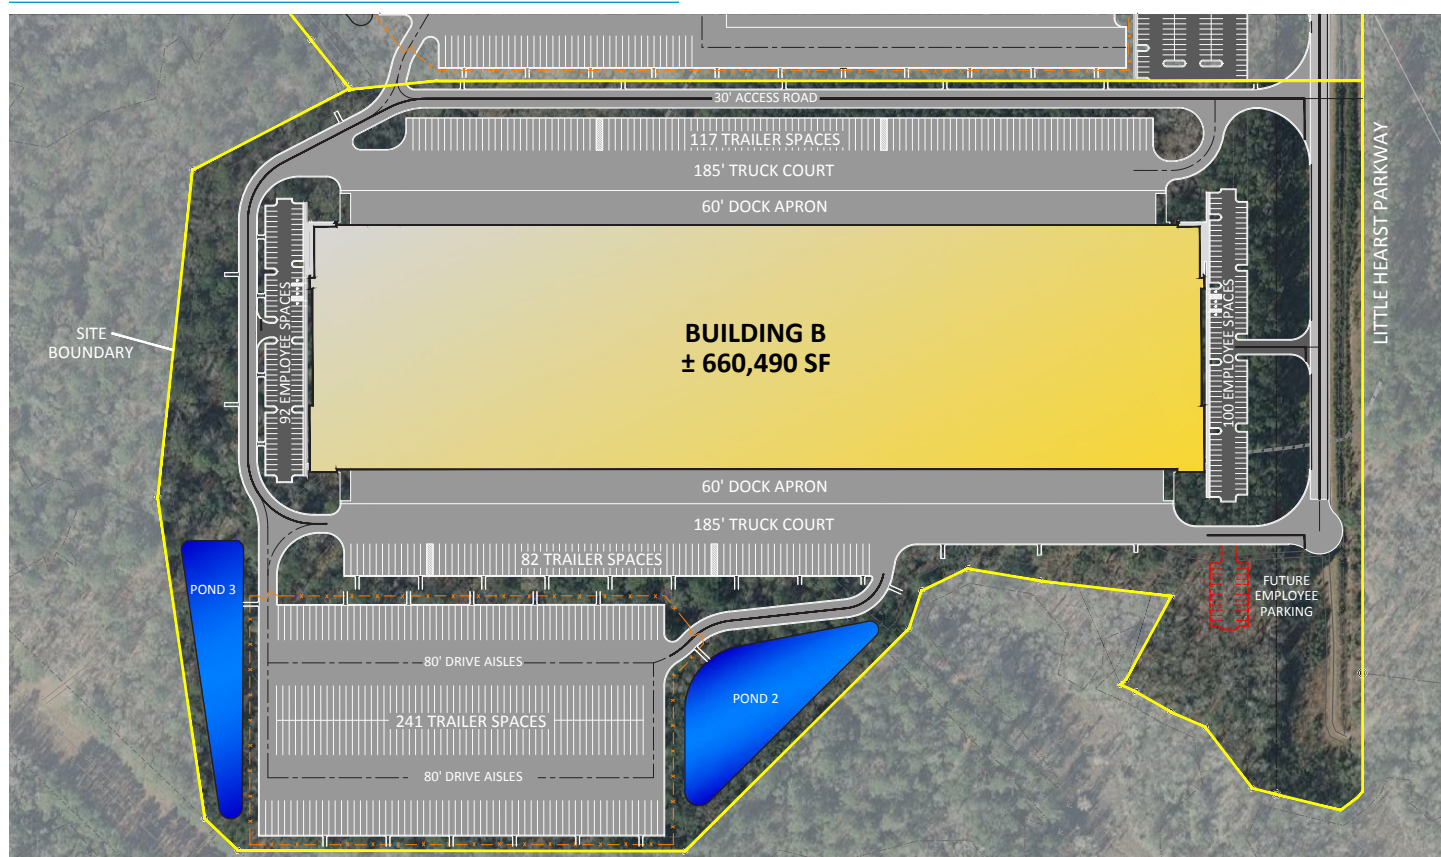 30' ACCESS ROAD
117 TRAILER SPACES
185' TRUCK COURT
60' DOCK APRON
LITTLE HEARST PARKWAY
SITE
BOUNDARY
92 EMPLOYEE SPACES
BUILDING B
± 660,490 SF
100 EMPLOYEE SPACES
60' DOCK APRON
185' TRUCK COURT
82 TRAILER SPACES
POND 3
FUTURE
EMPLOYEE
PARKING
80' DRIVE AISLES
POND 2
241 TRAILER SPACES
80' DRIVE AISLES